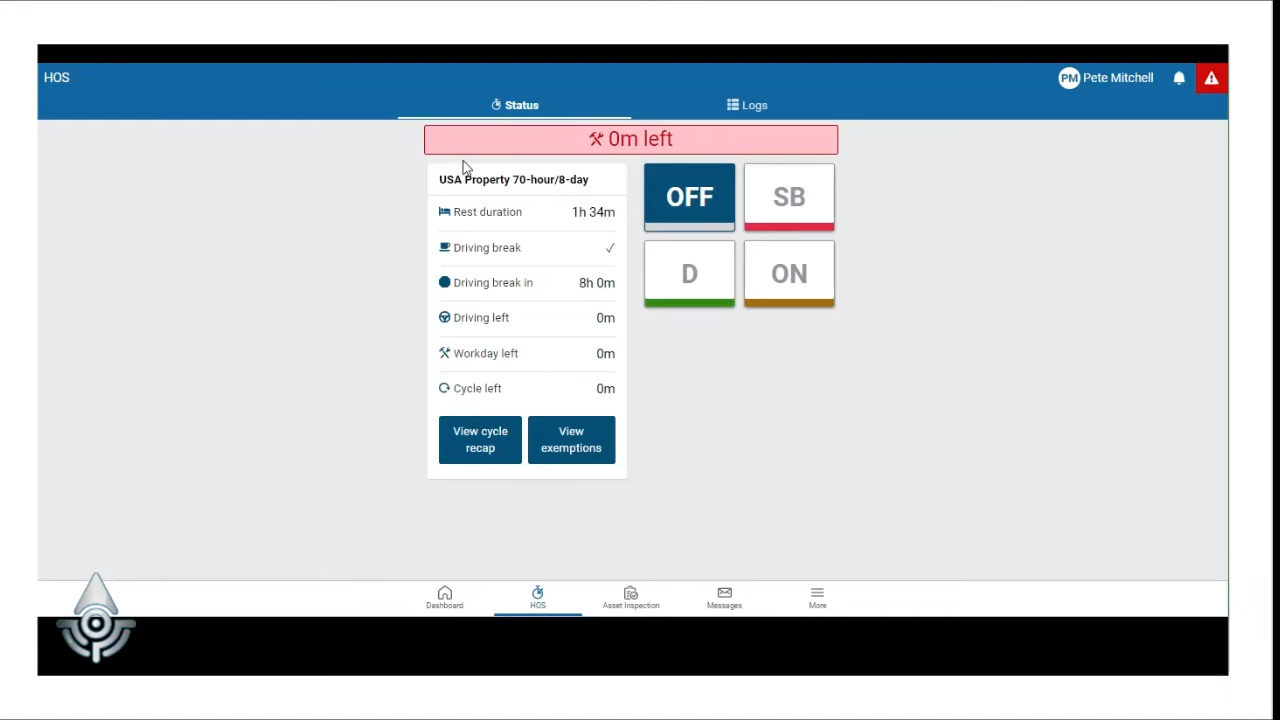 HOS
PM Pete Mitchell
Status
Logs
0m left
USA Property 70-hour/8-day
Rest duration 1h 34m
Driving break ✓
Driving break in 8h 0m
Driving left 0m
Workday left 0m
Cycle left 0m
View cycle
recap
View
exemptions
OFF
SB
D
ON
Dashboard
HOS
Asset Inspection
Messages
More